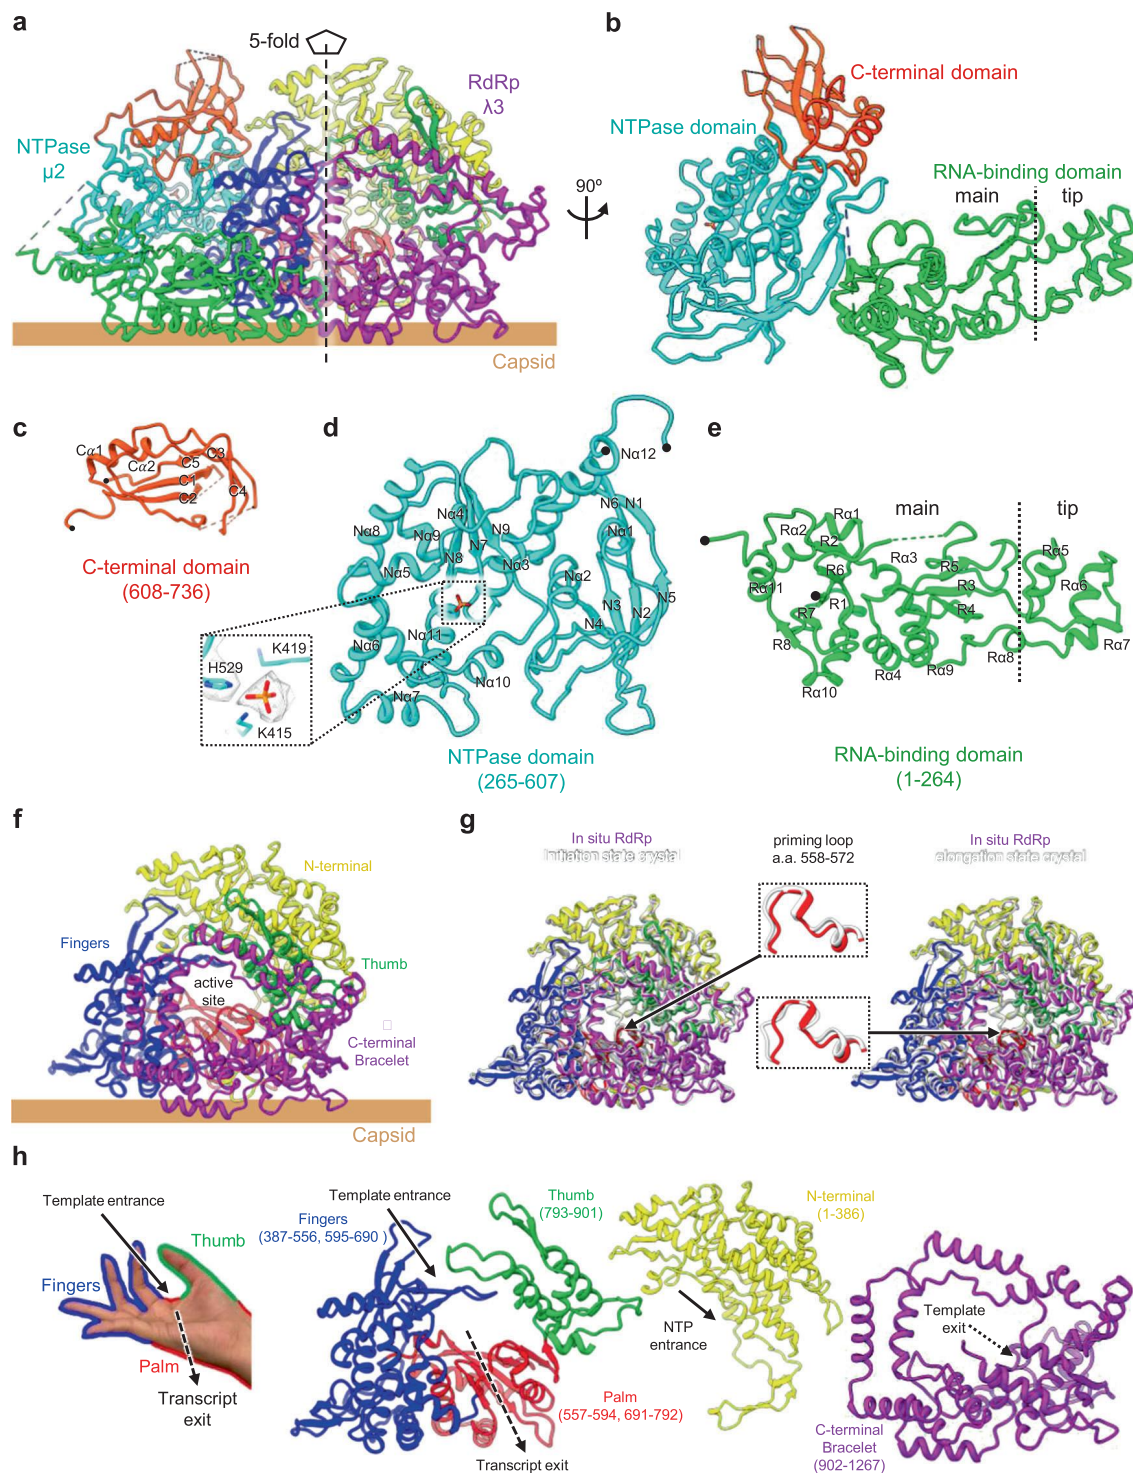 a
5-fold
RdRp
λ3
NTPase
μ2
Capsid
90º
b
C-terminal domain
NTPase domain
RNA-binding domain
main
tip
c
Cα1
Cα2
C5
C3
C1
C2
C4
C-terminal domain
(608-736)
d
Nα12
N6
N1
Nα4
N9
Nα1
Nα8
Nα9
N7
N8
Nα3
Nα5
Nα2
N5
N3
N2
N4
Nα11
Nα6
Nα10
Nα7
H529
K419
K415
NTPase domain
(265-607)
e
main
tip
Rα1
Rα2
R2
Rα3
Rα5
R6
R5
Rα11
R3
Rα6
R1
R7
R4
R8
Rα8
Rα7
Rα4
Rα9
Rα10
RNA-binding domain
(1-264)
f
N-terminal
Fingers
Thumb
active
site
C-terminal
Bracelet
Capsid
g
In situ RdRp
Initiation state crystal
priming loop
a.a. 558-572
In situ RdRp
elongation state crystal
h
Template entrance
Thumb
Fingers
Palm
Transcript
exit
Template entrance
Fingers
(387-556, 595-690 )
Thumb
(793-901)
Palm
(557-594, 691-792)
Transcript exit
N-terminal
(1-386)
NTP
entrance
Template
exit
C-terminal
Bracelet
(902-1267)